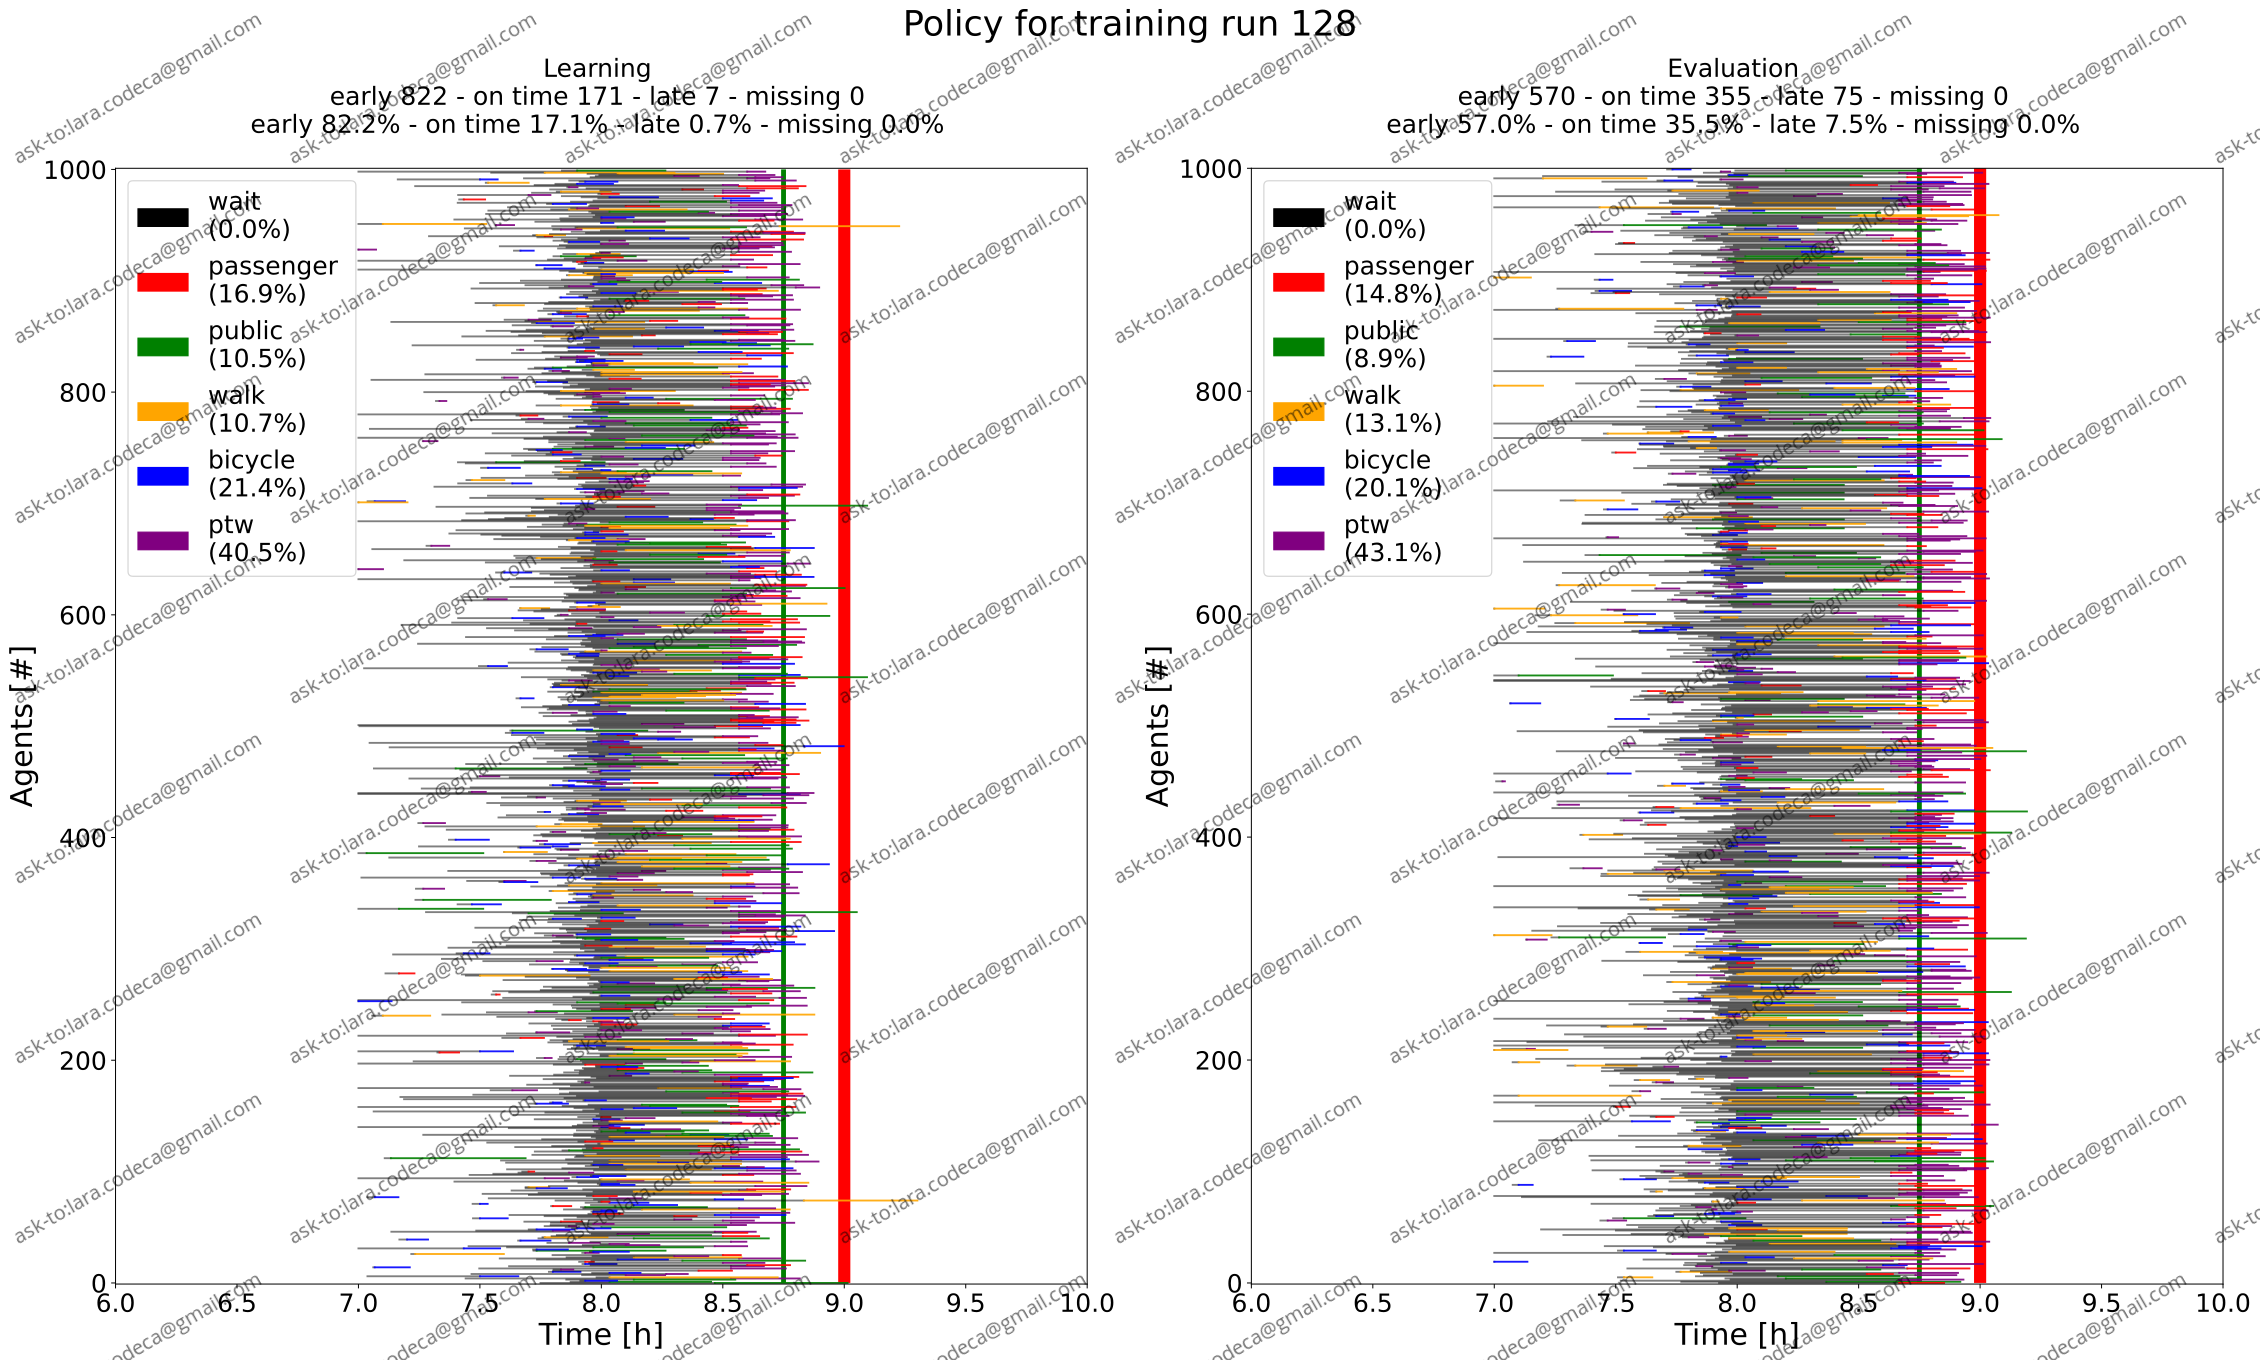 Policy for training run 128
Learning
early 822 - on time 171 - late 7 - missing 0
early 82.2% - on time 17.1% - late 0.7% - missing 0.0%
Evaluation
early 570 - on time 355 - late 75 - missing 0
early 57.0% - on time 35.5% - late 7.5% - missing 0.0%
wait
(0.0%)
passenger
(16.9%)
public
(10.5%)
walk
(10.7%)
bicycle
(21.4%)
ptw
(40.5%)
1000
800
600
400
200
0
Agents [#]
6.0 6.5 7.0 7.5 8.0 8.5 9.0 9.5 10.0
Time [h]
wait
(0.0%)
passenger
(14.8%)
public
(8.9%)
walk
(13.1%)
bicycle
(20.1%)
ptw
(43.1%)
1000
800
600
400
200
0
Agents [#]
6.0 6.5 7.0 7.5 8.0 8.5 9.0 9.5 10.0
Time [h]
ask-to:lara.codeca@gmail.com